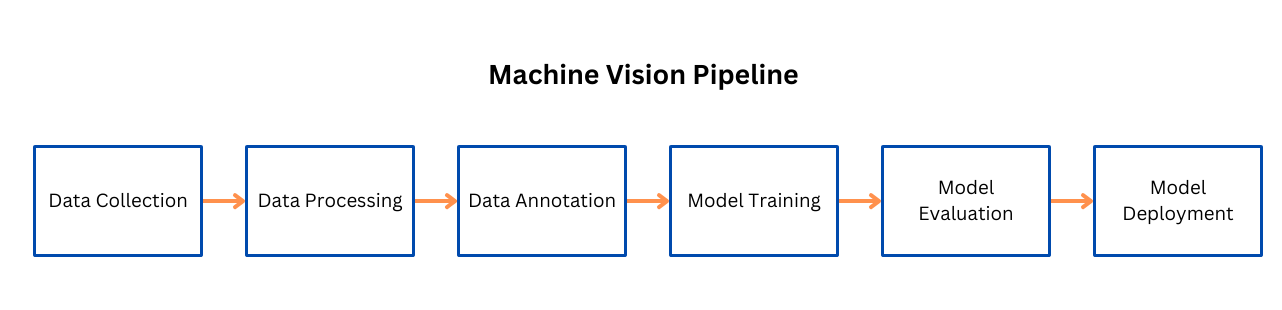 Machine Vision Pipeline
Data Collection
Data Processing
Data Annotation
Model Training
Model
Evaluation
Model
Deployment